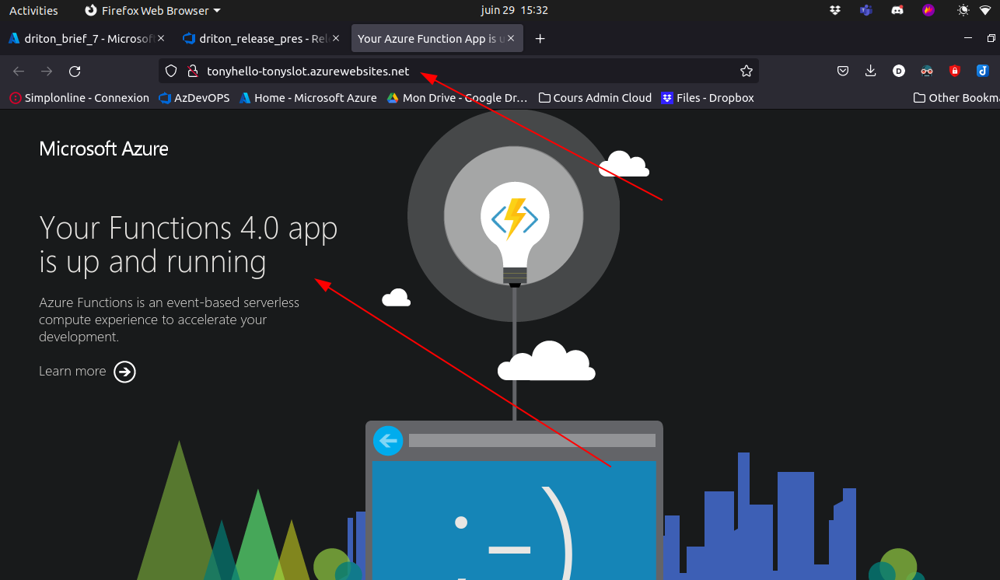 Activities Firefox Web Browser juin 29 15:32
driton_brief_7 - Microsoft driton_release_pres - Rel Your Azure Function App is u
tonyhello-tonyslot.azurewebsites.net
Simplonline - Connexion AzDevOPS Home - Microsoft Azure Mon Drive - Google Dr… Cours Admin Cloud Files - Dropbox Other Bookma
Microsoft Azure
Your Functions 4.0 app
is up and running
Azure Functions is an event-based serverless
compute experience to accelerate your
development.
Learn more